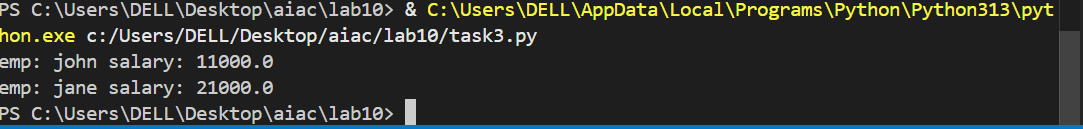 PS C:\Users\DELL\Desktop\aiac\lab10> & C:\Users\DELL\AppData\Local\Programs\Python\Python313\pyt
hon.exe c:/Users/DELL/Desktop/aiac/lab10/task3.py
emp: john salary: 11000.0
emp: jane salary: 21000.0
PS C:\Users\DELL\Desktop\aiac\lab10>